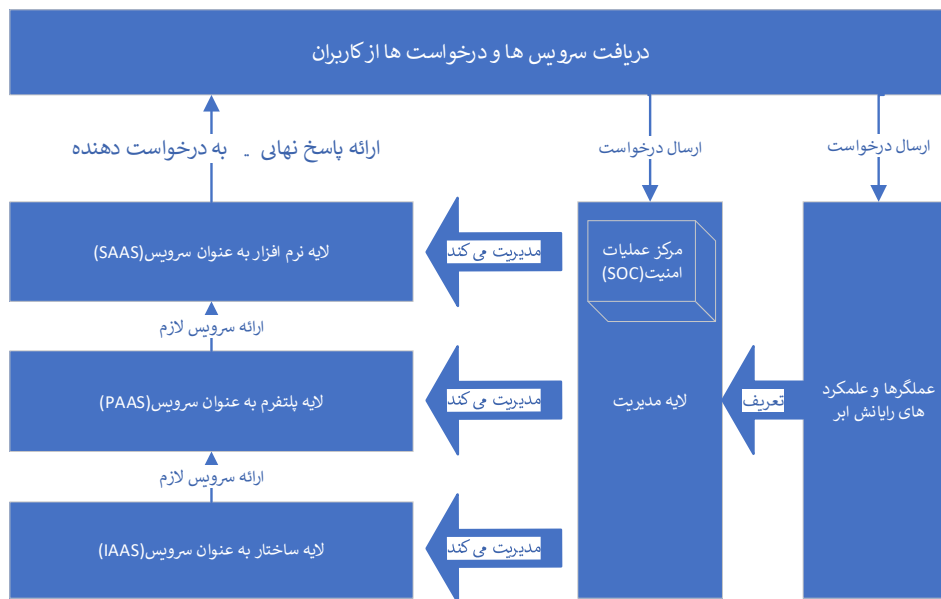 دریافت سرویس ها و درخواست ها از کاربران
ارسال درخواست
ارسال درخواست
ارائه پاسخ نهایی - به درخواست دهنده
عملگرها و علمکرد
های رایانش ابر
تعریف
مرکز عملیات
امنیت(SOC)
لایه مدیریت
مدیریت می کند
لایه نرم افزار به عنوان سرویس(SAAS)
ارائه سرویس لازم
مدیریت می کند
لایه پلتفرم به عنوان سرویس(PAAS)
ارائه سرویس لازم
مدیریت می کند
لایه ساختار به عنوان سرویس(IAAS)